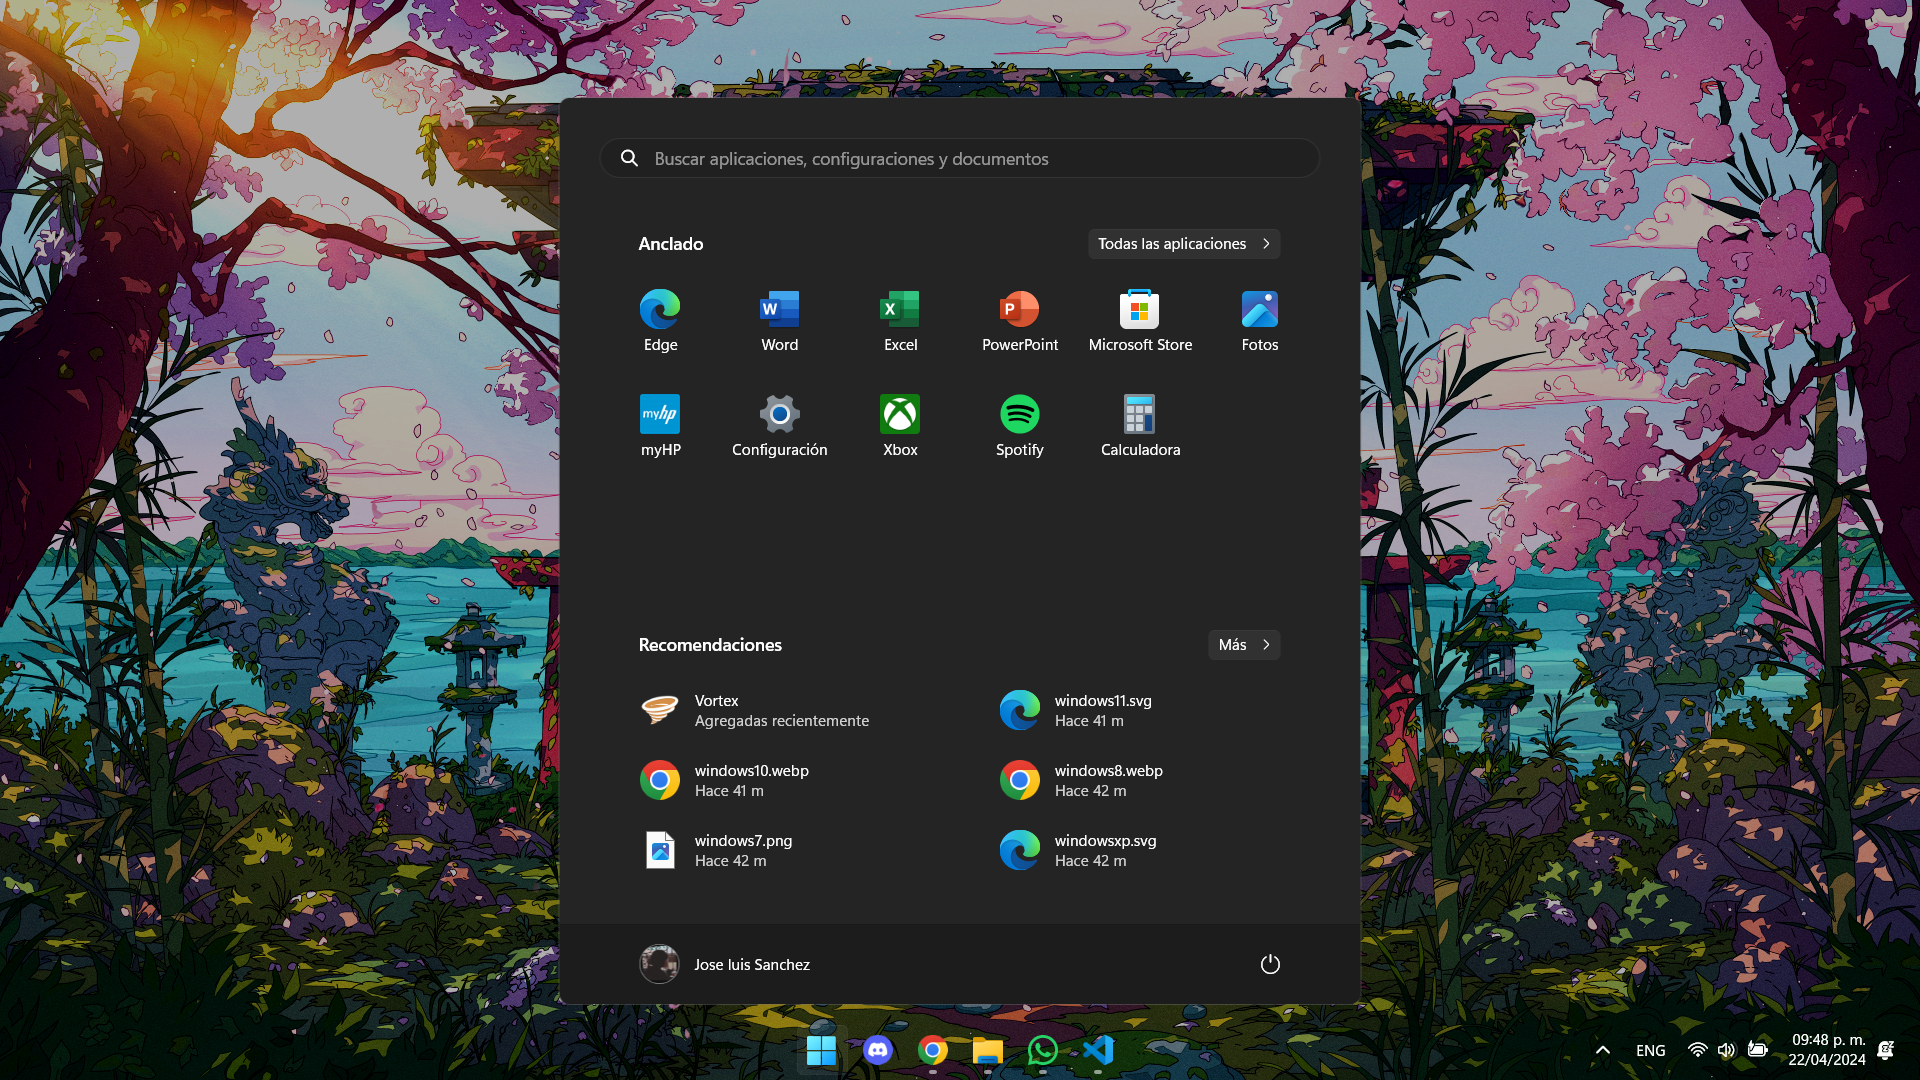 Buscar aplicaciones, configuraciones y documentos
Anclado
Todas las aplicaciones
Edge
Word
Excel
PowerPoint
Microsoft Store
Fotos
myHP
Configuración
Xbox
Spotify
Calculadora
Recomendaciones
Más
Vortex
Agregadas recientemente
windows11.svg
Hace 41 m
windows10.webp
Hace 41 m
windows8.webp
Hace 42 m
windows7.png
Hace 42 m
windowsxp.svg
Hace 42 m
Jose luis Sanchez
ENG
09:48 p. m.
22/04/2024